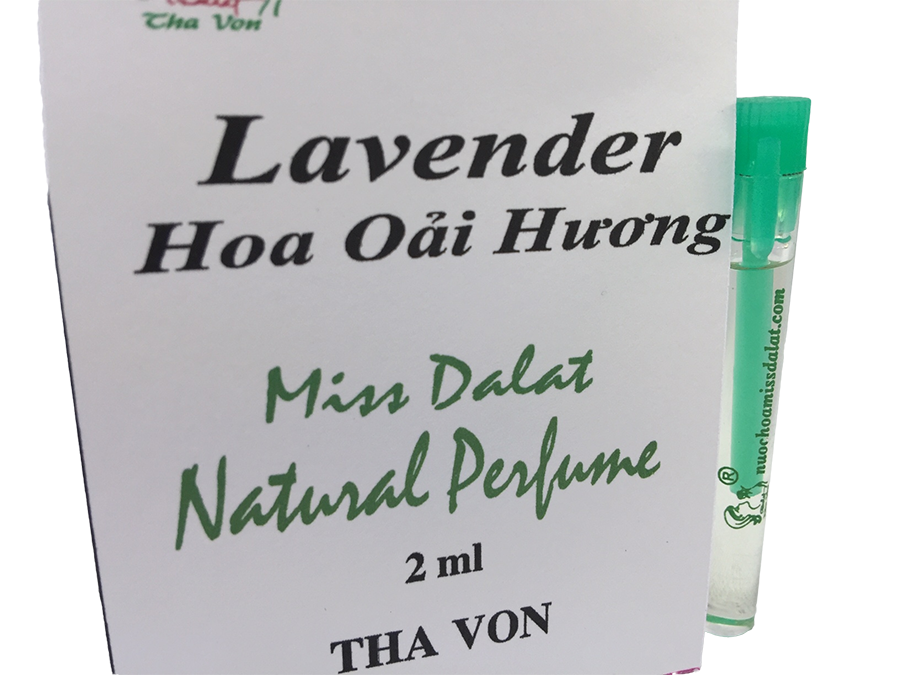 Tha Von
Lavender
Hoa Oải Hương
Miss Dalat
Natural Perfume
2 ml
THA VON
® nuochoamissdalat.com